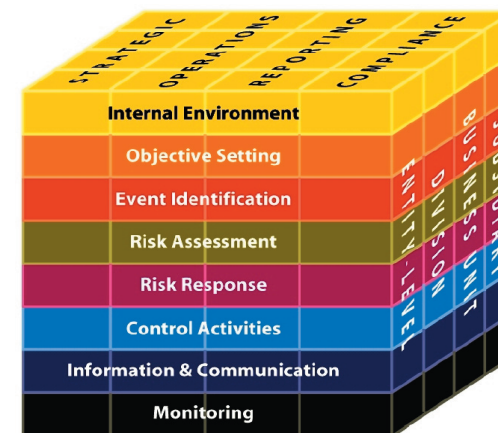 STRATEGIC
OPERATIONS
REPORTING
COMPLIANCE
Internal Environment
Objective Setting
Event Identification
Risk Assessment
Risk Response
Control Activities
Information & Communication
Monitoring
ENTITY-LEVEL
DIVISION
BUSINESS UNIT